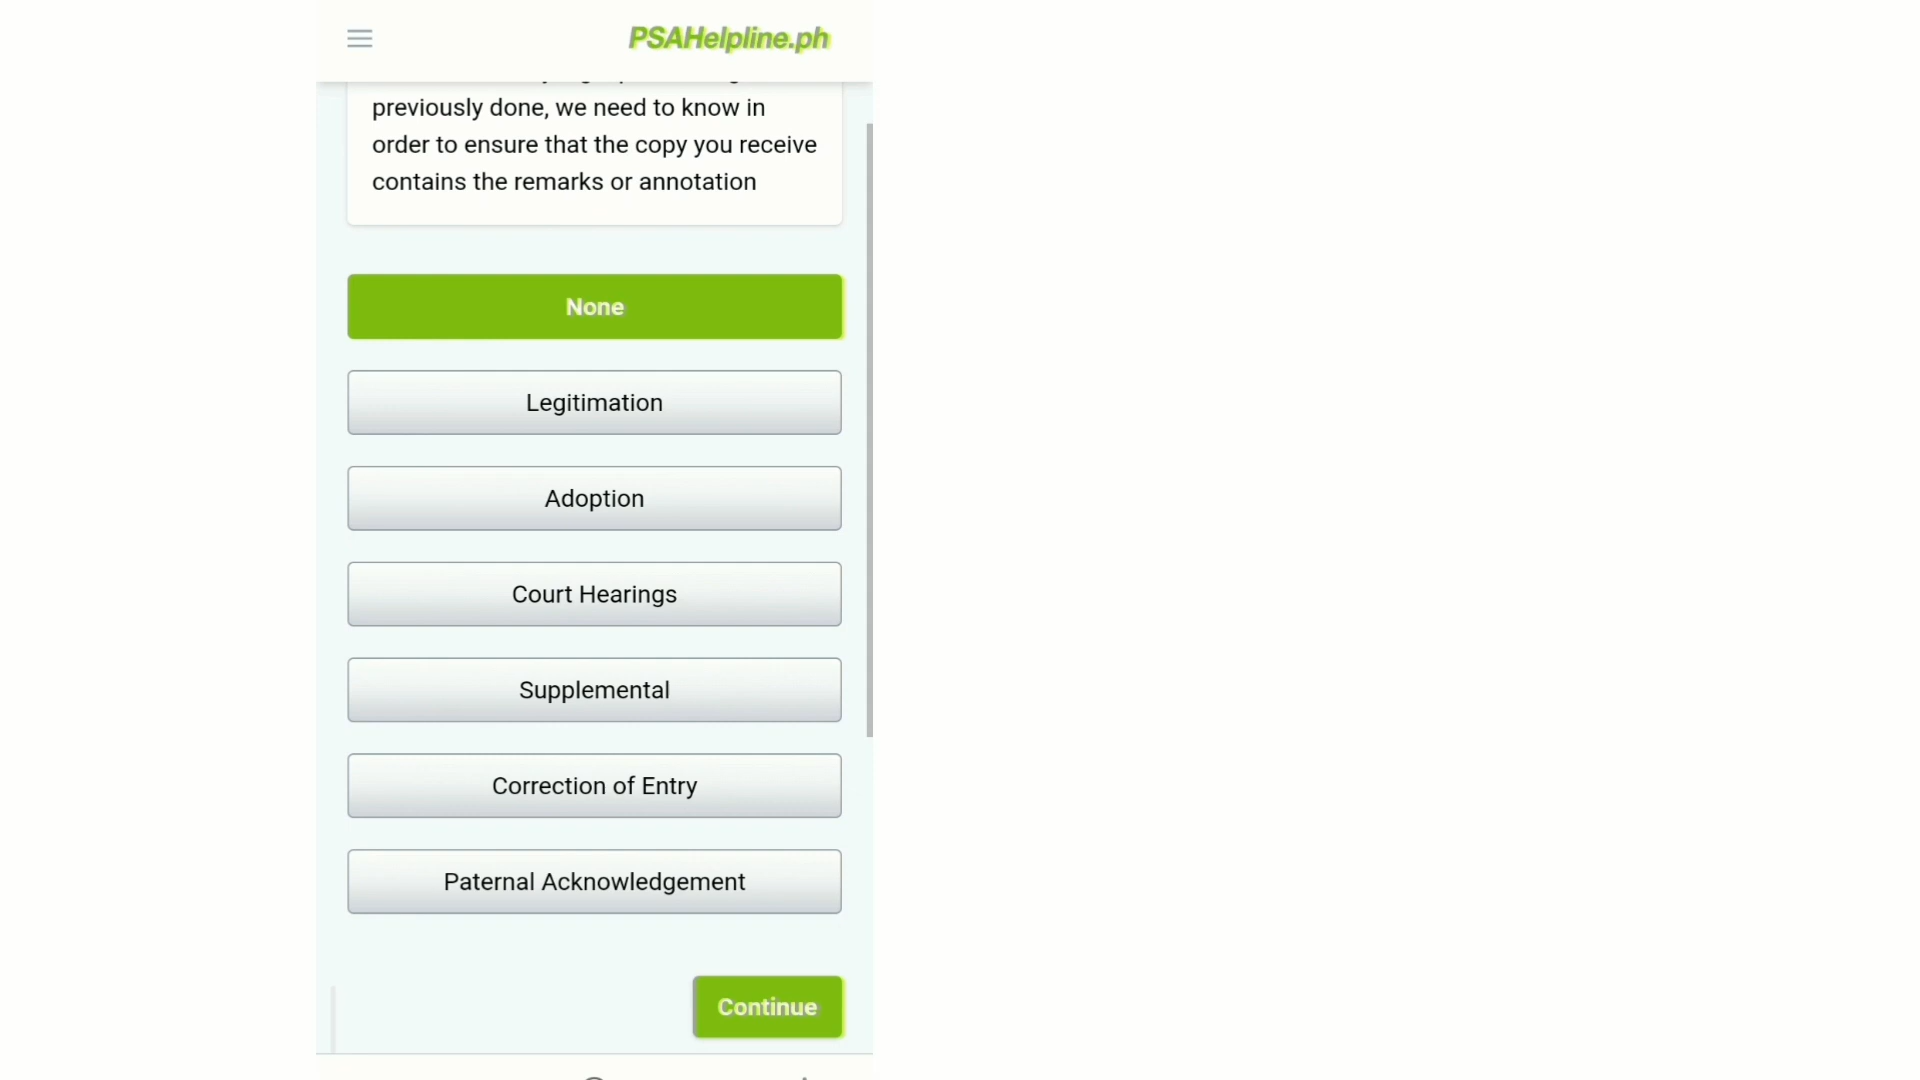 PSAHelpline.ph
previously done, we need to know in
order to ensure that the copy you receive
contains the remarks or annotation
None
Legitimation
Adoption
Court Hearings
Supplemental
Correction of Entry
Paternal Acknowledgement
Continue